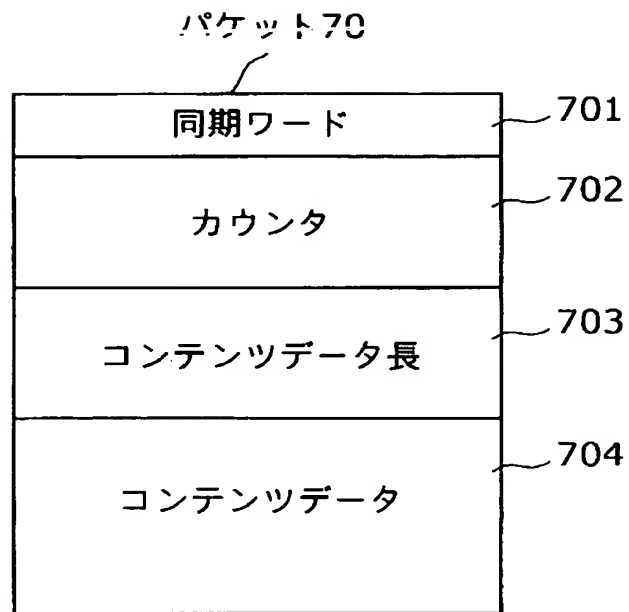 パケット70
同期ワード 701
カウンタ 702
コンテンツデータ長 703
コンテンツデータ 704